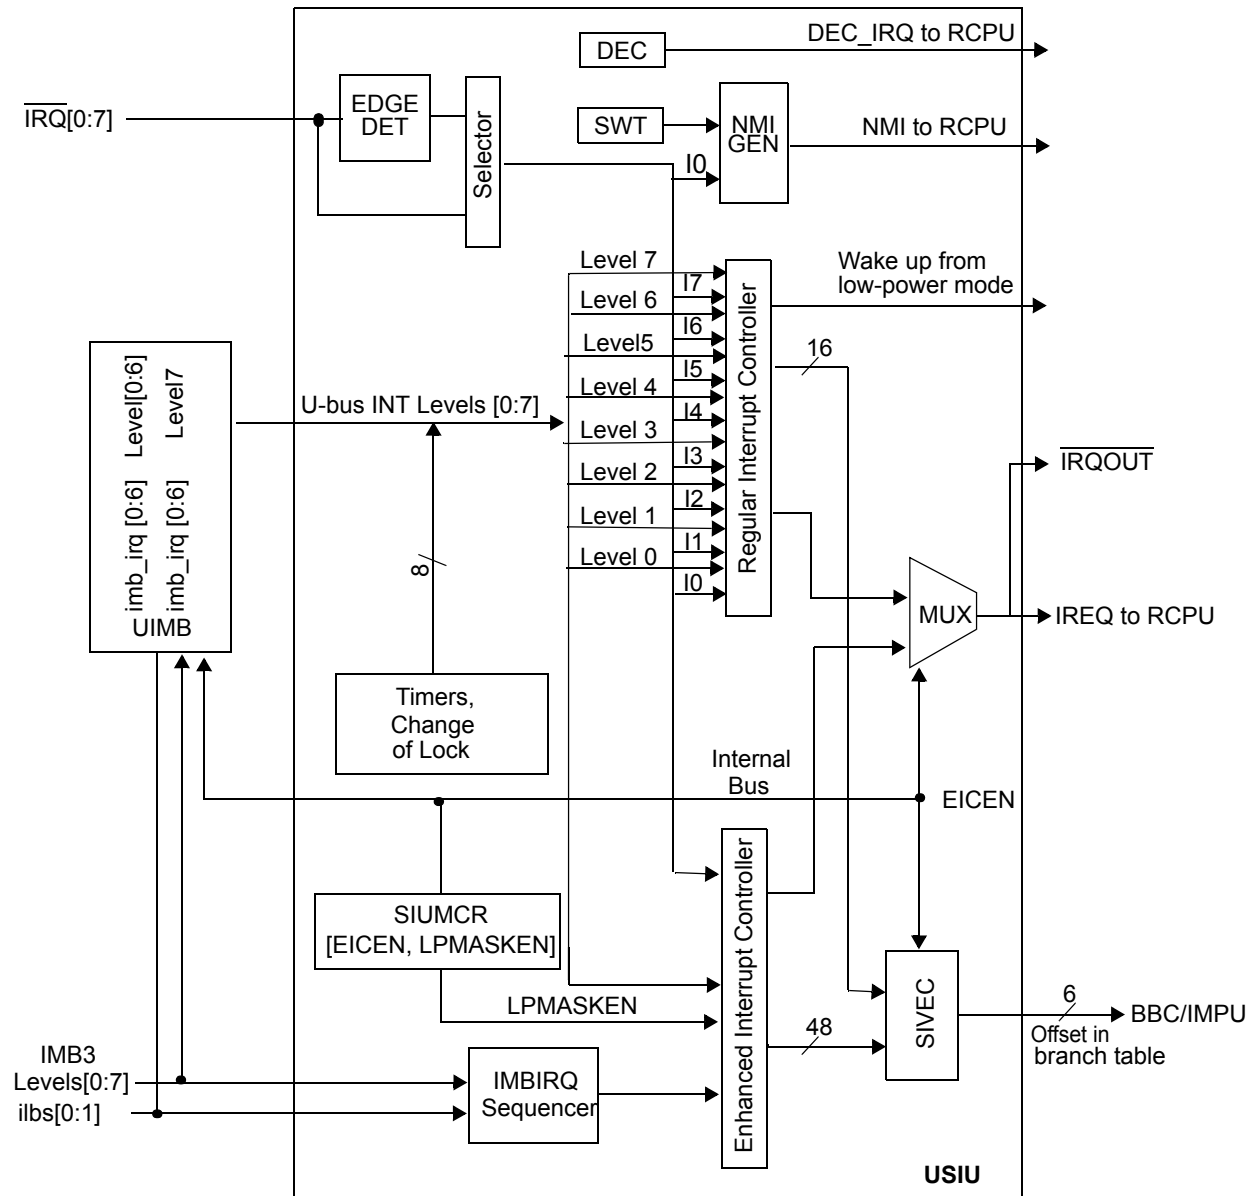 DEC_IRQ to RCPU
DEC
IRQ[0:7]
EDGE
DET
Selector
SWT
NMI
GEN
NMI to RCPU
I0
Level 7
I7
Level 6
I6
Level5
I5
Level 4
I4
Level 3
I3
Level 2
I2
Level 1
I1
Level 0
I0
Regular Interrupt Controller
Wake up from
low-power mode
16
Level[0:6]
Level7
imb_irq [0:6]
imb_irq [0:6]
UIMB
U-bus INT Levels [0:7]
8
IRQOUT
MUX
IREQ to RCPU
Timers,
Change
of Lock
Internal
Bus
EICEN
SIUMCR
[EICEN, LPMASKEN]
LPMASKEN
Enhanced Interrupt Controller
48
SIVEC
6
BBC/IMPU
Offset in
branch table
IMB3
Levels[0:7]
ilbs[0:1]
IMBIRQ
Sequencer
USIU